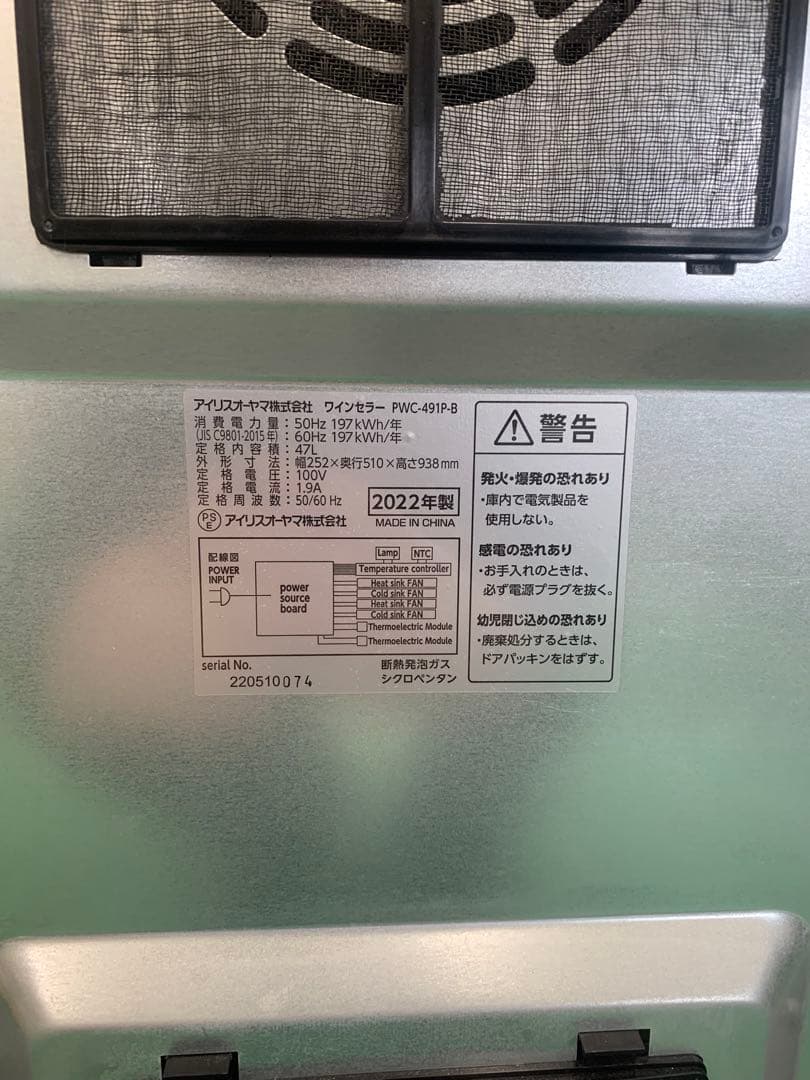 アイリスオーヤマ株式会社 ワインセラー PWC-491P-B
消費電力量：50Hz 197kWh/年
(JIS C9801-2015年)：60Hz 197kWh/年
定格内容積：47L
外形寸法：幅252×奥行510×高さ938mm
定格電圧：100V
定格電流：1.9A
定格周波数：50/60 Hz
2022年製
MADE IN CHINA
PSE アイリスオーヤマ株式会社
配線図
POWER INPUT
power
source
board
Lamp NTC
Temperature controller
Heat sink FAN
Cold sink FAN
Heat sink FAN
Cold sink FAN
Thermoelectric Module
Thermoelectric Module
serial No.
220510074
断熱発泡ガス
シクロペンタン
警告
発火・爆発の恐れあり
・庫内で電気製品を
使用しない。
感電の恐れあり
・お手入れのときは、
必ず電源プラグを抜く。
幼児閉じ込めの恐れあり
・廃棄処分するときは、
ドアパッキンをはずす。